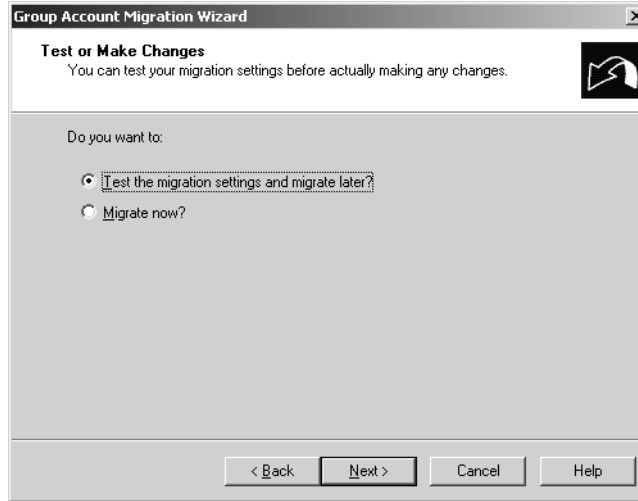 Group Account Migration Wizard
Test or Make Changes
You can test your migration settings before actually making any changes.
Do you want to:
Test the migration settings and migrate later?
Migrate now?
< Back
Next >
Cancel
Help